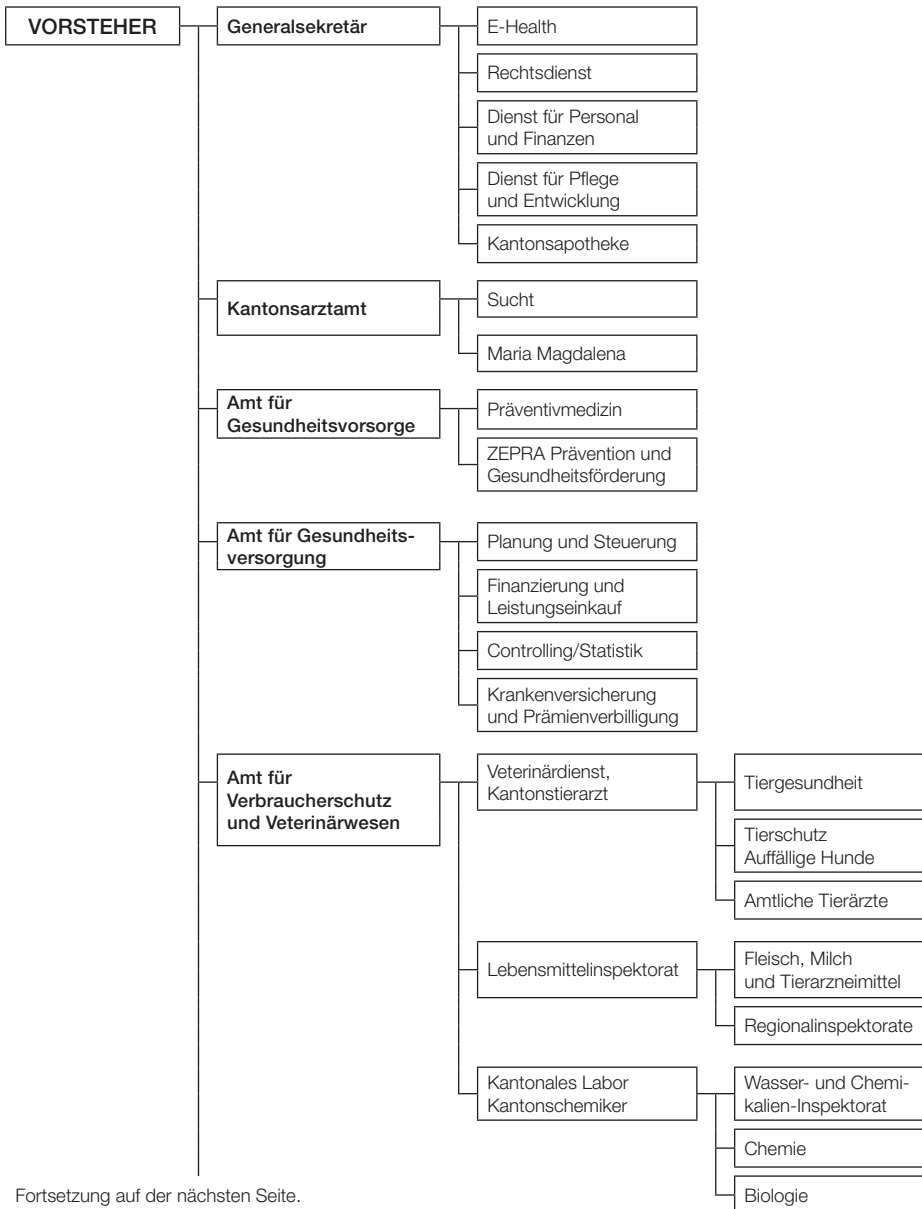 VORSTEHER
Generalsekretär
E-Health
Rechtsdienst
Dienst für Personal
und Finanzen
Dienst für Pflege
und Entwicklung
Kantonsapotheke
Kantonsarztamt
Sucht
Maria Magdalena
Amt für
Gesundheitsvorsorge
Präventivmedizin
ZEPRA Prävention und
Gesundheitsförderung
Amt für Gesundheits-
versorgung
Planung und Steuerung
Finanzierung und
Leistungseinkauf
Controlling/Statistik
Krankenversicherung
und Prämienverbilligung
Amt für
Verbraucherschutz
und Veterinärwesen
Veterinärdienst,
Kantonstierarzt
Tiergesundheit
Tierschutz
Auffällige Hunde
Amtliche Tierärzte
Lebensmittelinspektorat
Fleisch, Milch
und Tierarzneimittel
Regionalinspektorate
Kantonales Labor
Kantonschemiker
Wasser- und Chemi-
kalien-Inspektorat
Chemie
Biologie
Fortsetzung auf der nächsten Seite.